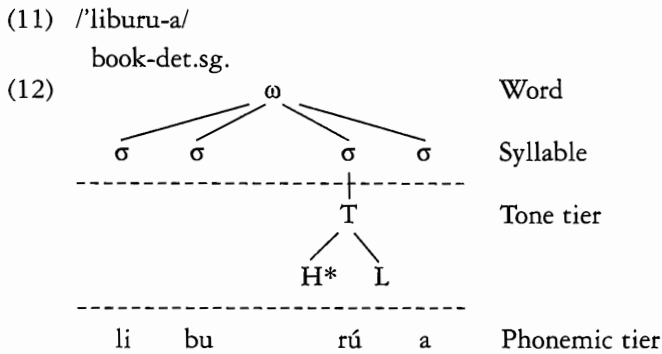 (11) /'liburu-a/
book-det.sg.
(12) ω Word
σ σ σ σ Syllable
T Tone tier
H* L
li bu rú a Phonemic tier